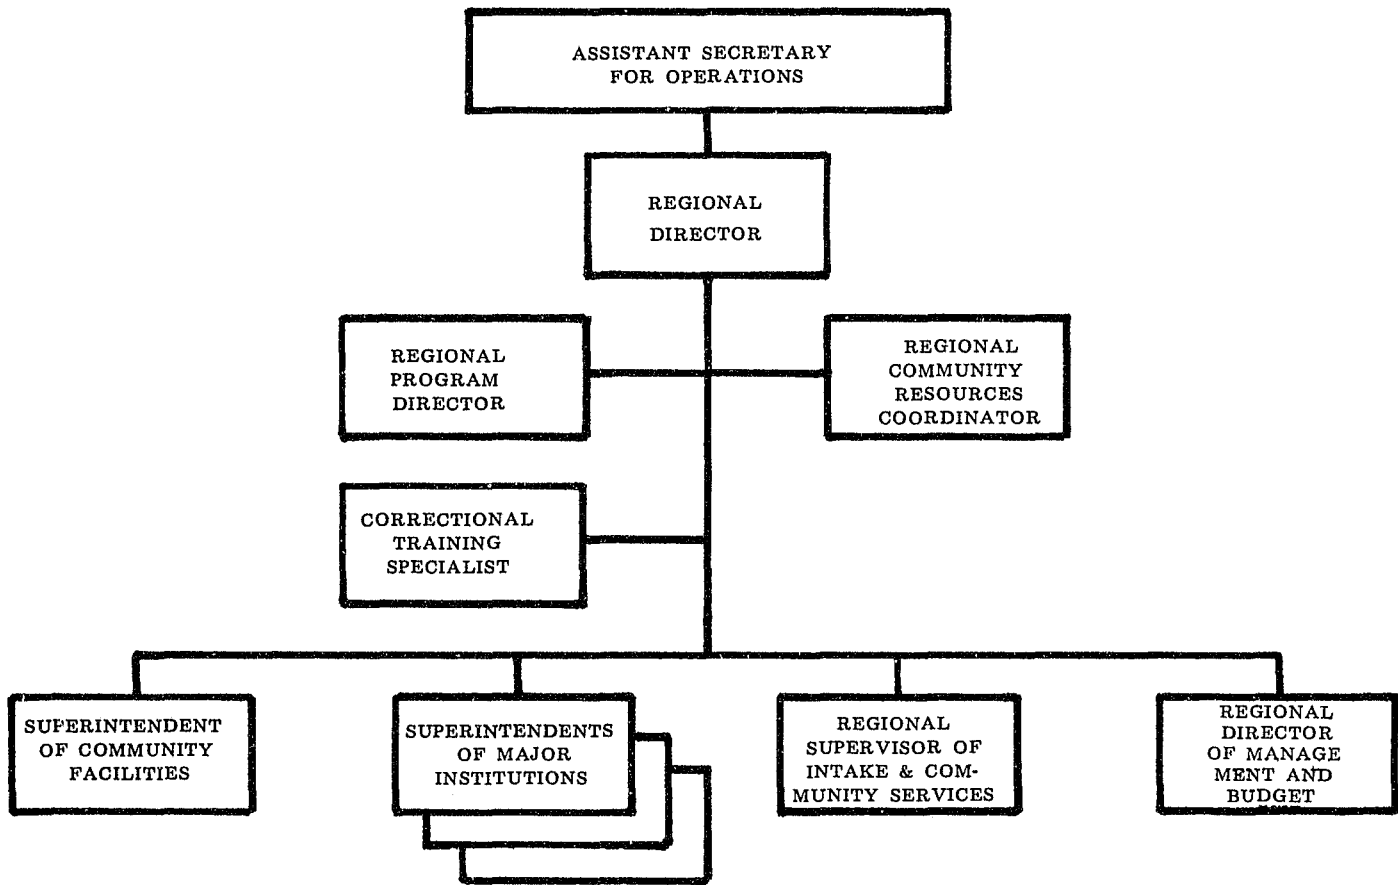 ASSISTANT SECRETARY
FOR OPERATIONS
REGIONAL
DIRECTOR
REGIONAL
PROGRAM
DIRECTOR
REGIONAL
COMMUNITY
RESOURCES
COORDINATOR
CORRECTIONAL
TRAINING
SPECIALIST
SUPERINTENDENT
OF COMMUNITY
FACILITIES
SUPERINTENDENTS
OF MAJOR
INSTITUTIONS
REGIONAL
SUPERVISOR OF
INTAKE & COM-
MUNITY SERVICES
REGIONAL
DIRECTOR
OF MANAGE
MENT AND
BUDGET